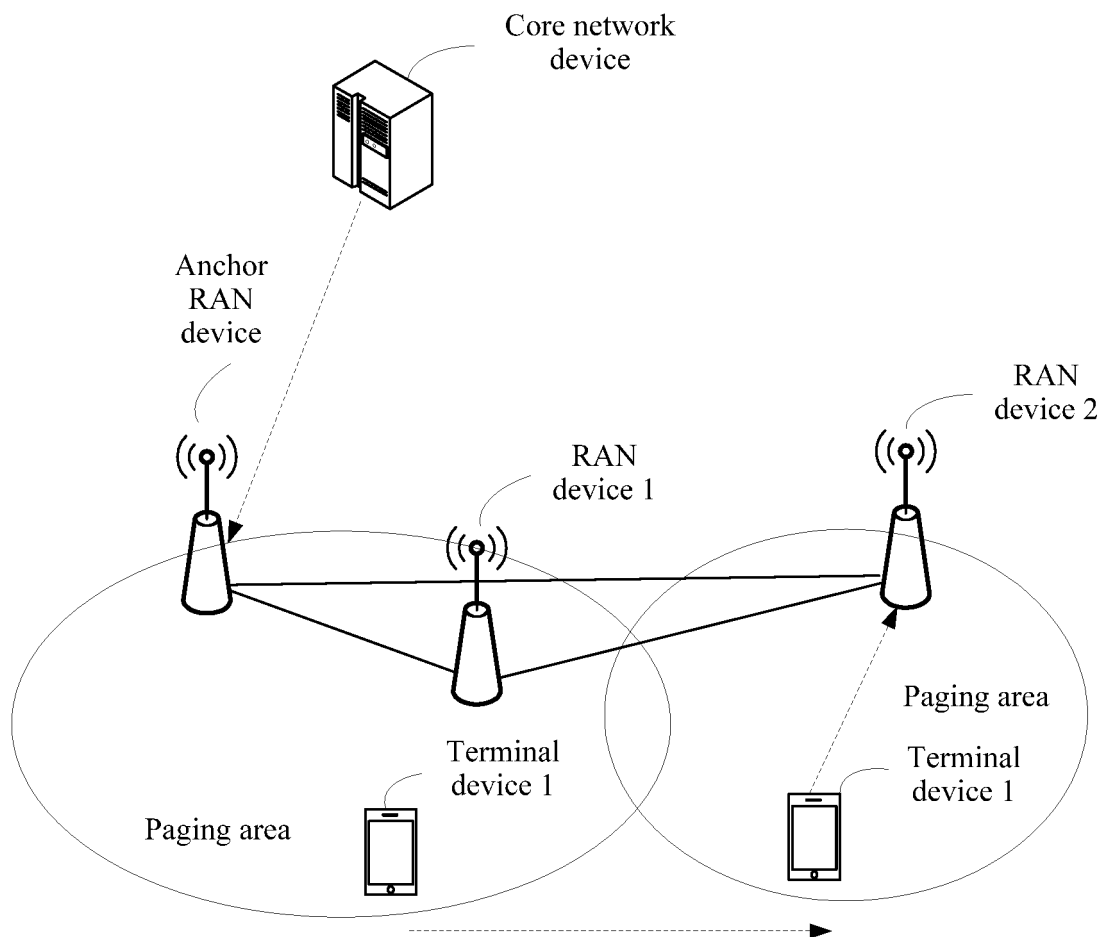 Core network
device
Anchor
RAN
device
RAN
device 2
RAN
device 1
Paging area
Terminal
device 1
Terminal
device 1
Paging area